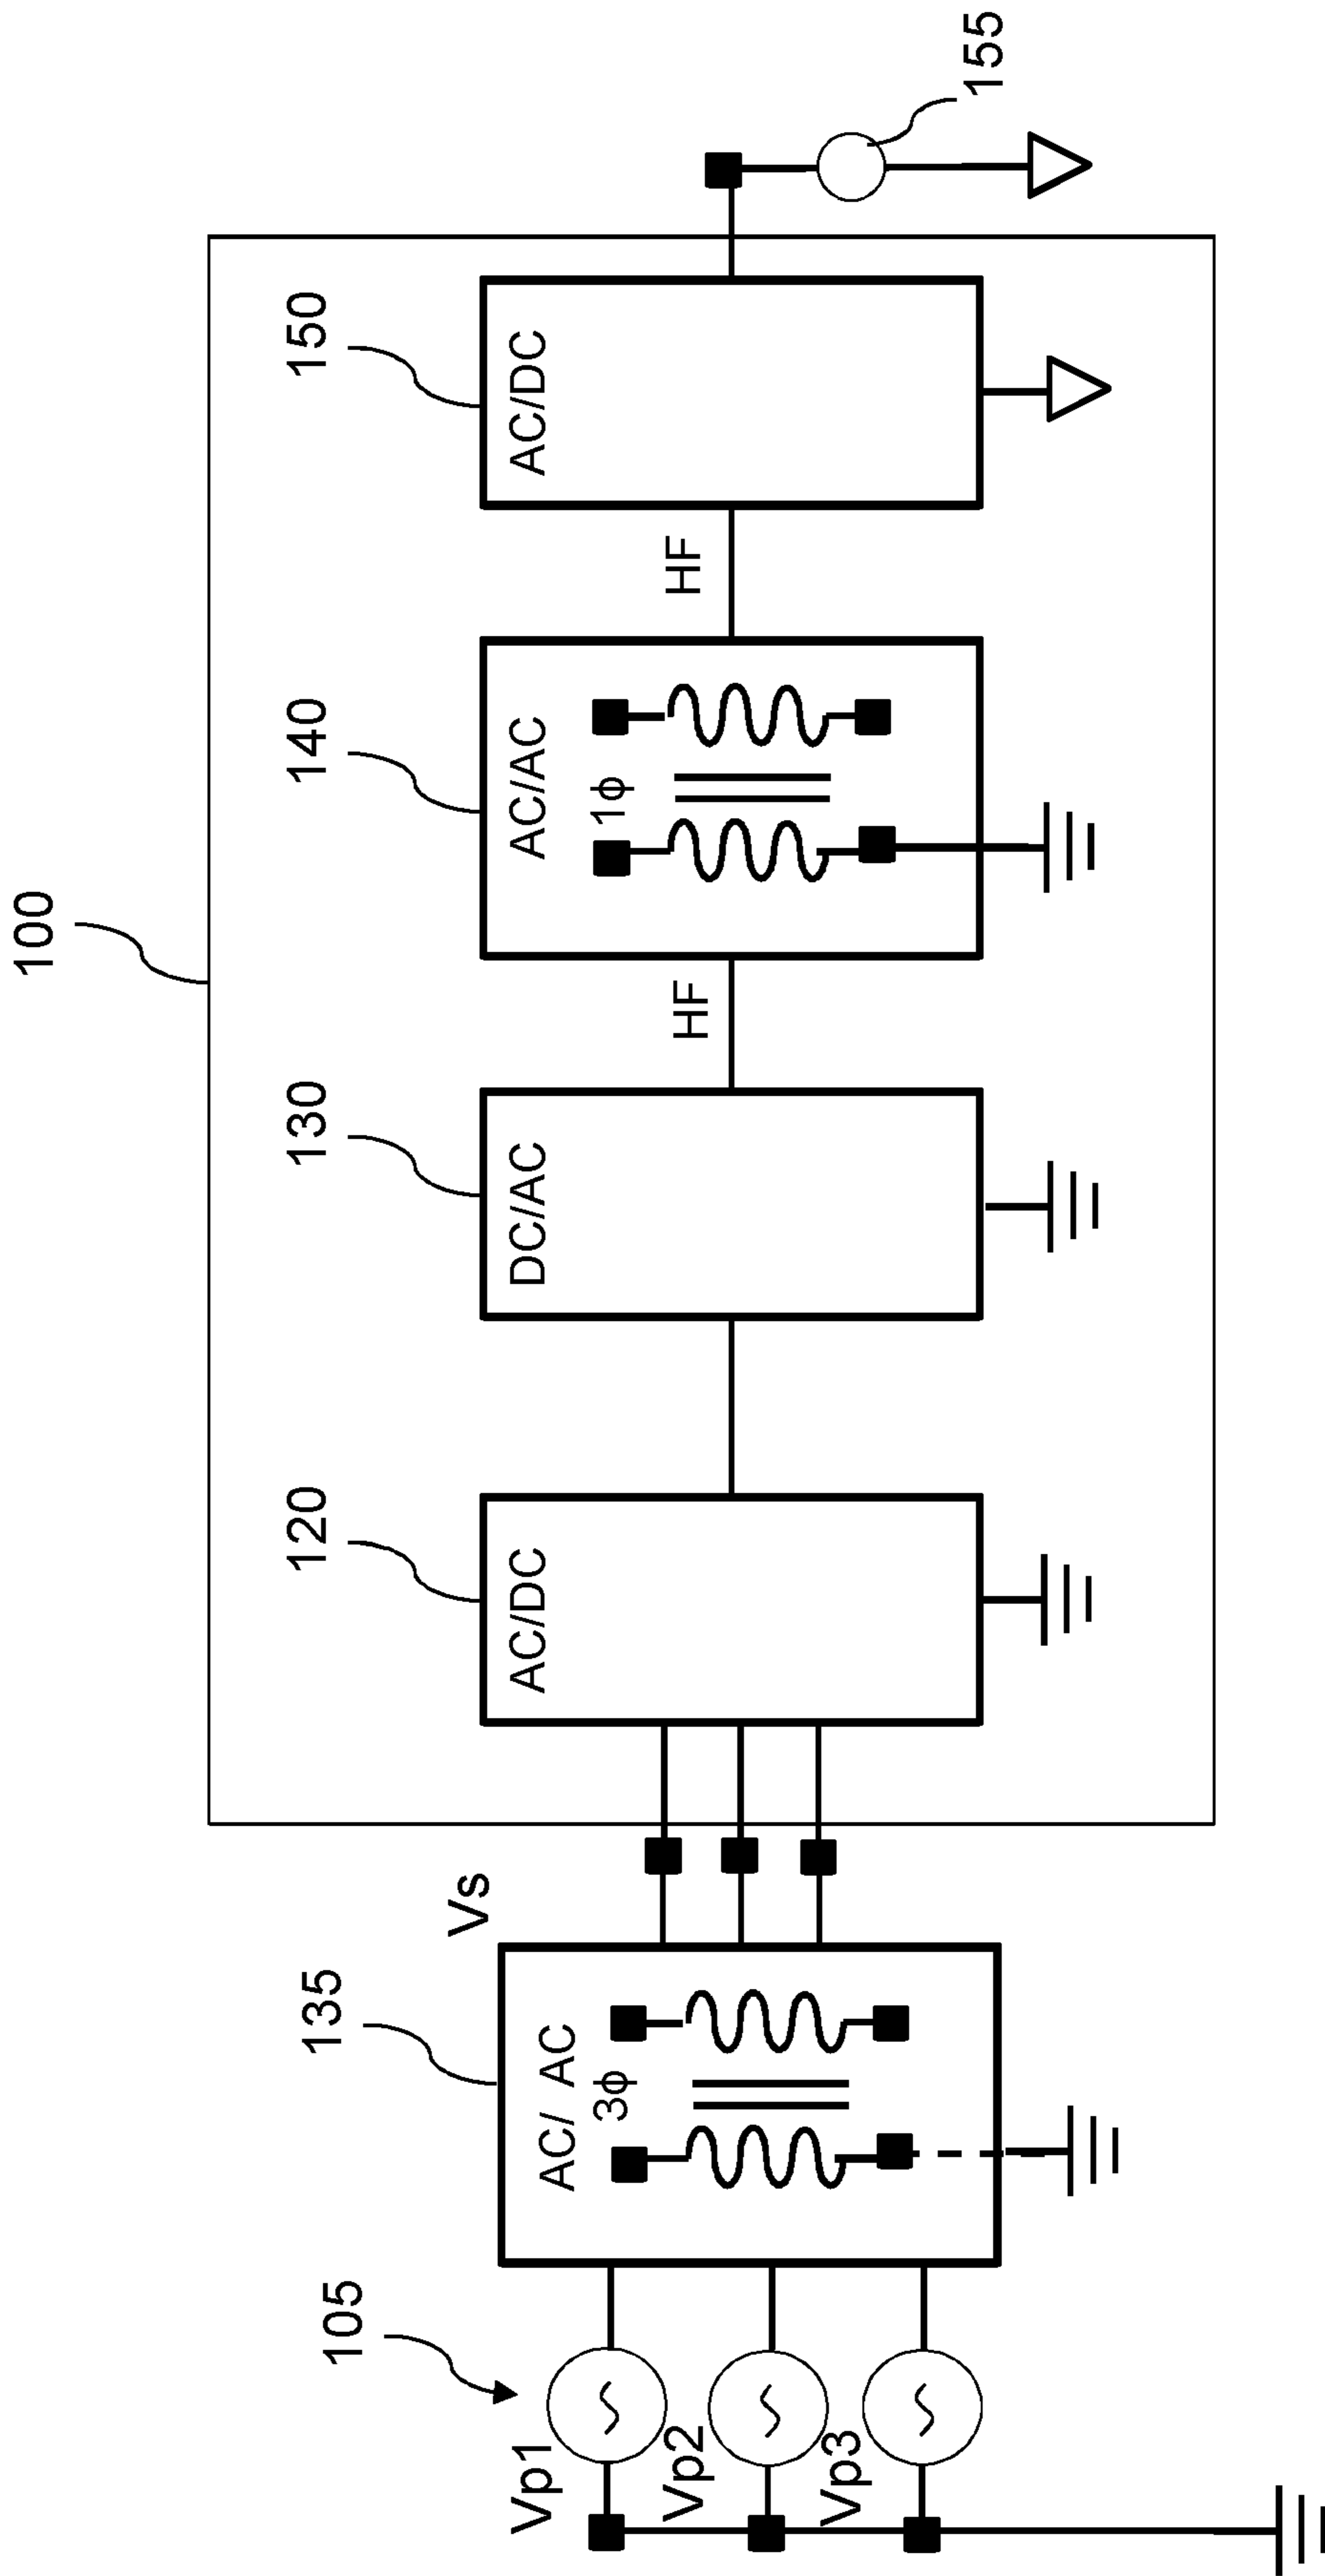 100
105
Vp1
Vp2
Vp3
135
AC/ AC
3ϕ
Vs
120
AC/DC
130
DC/AC
HF
140
AC/AC
1ϕ
HF
150
AC/DC
155